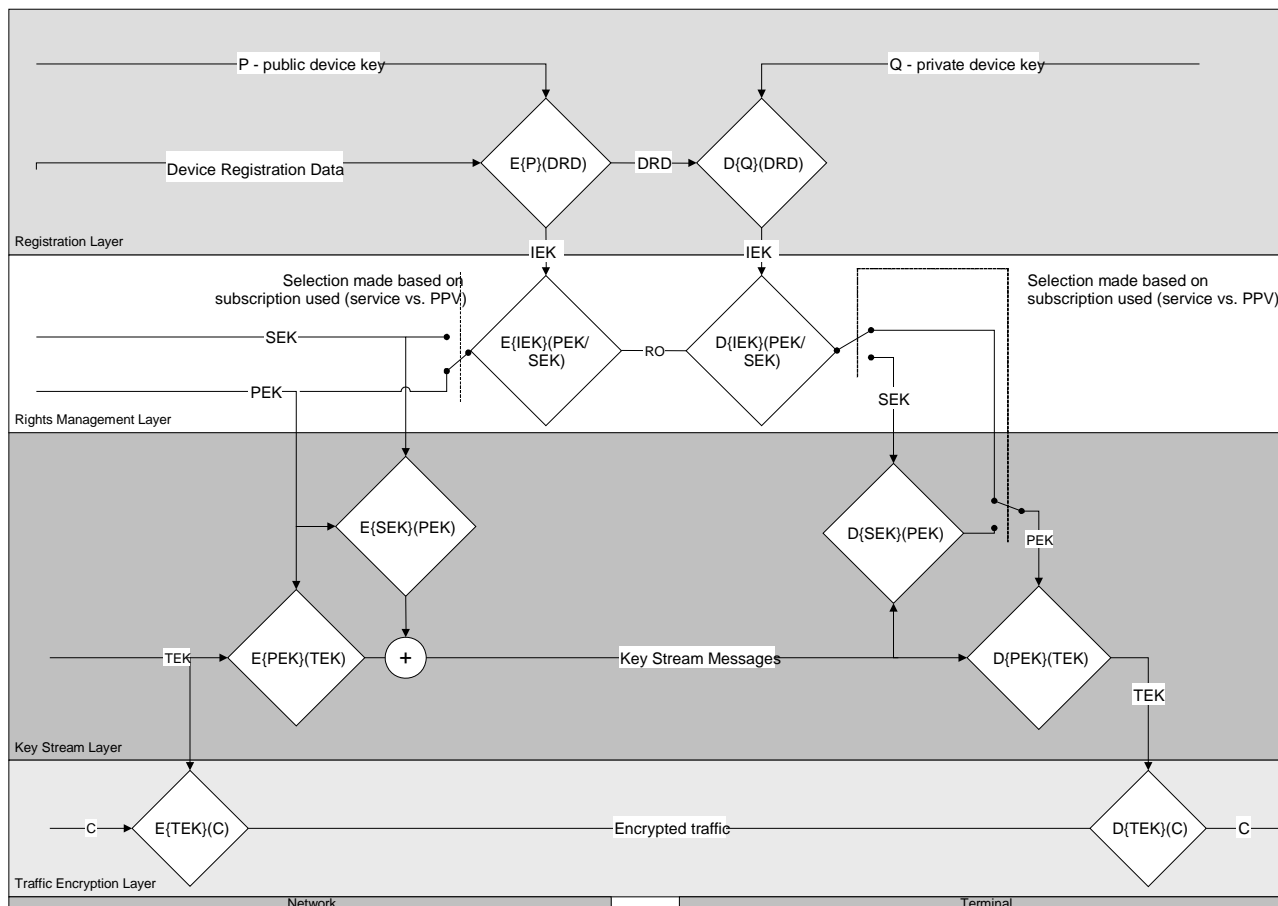 P - public device key
Q - private device key
E{P}(DRD)
DRD
D{Q}(DRD)
Device Registration Data
Registration Layer
IEK
IEK
Selection made based on
subscription used (service vs. PPV)
Selection made based on
subscription used (service vs. PPV)
SEK
E{IEK}(PEK/
SEK)
RO
D{IEK}(PEK/
SEK)
PEK
SEK
Rights Management Layer
E{SEK}(PEK)
D{SEK}(PEK)
PEK
TEK
E{PEK}(TEK)
+
Key Stream Messages
D{PEK}(TEK)
TEK
Key Stream Layer
C
E{TEK}(C)
Encrypted traffic
D{TEK}(C)
C
Traffic Encryption Layer
Network
Terminal